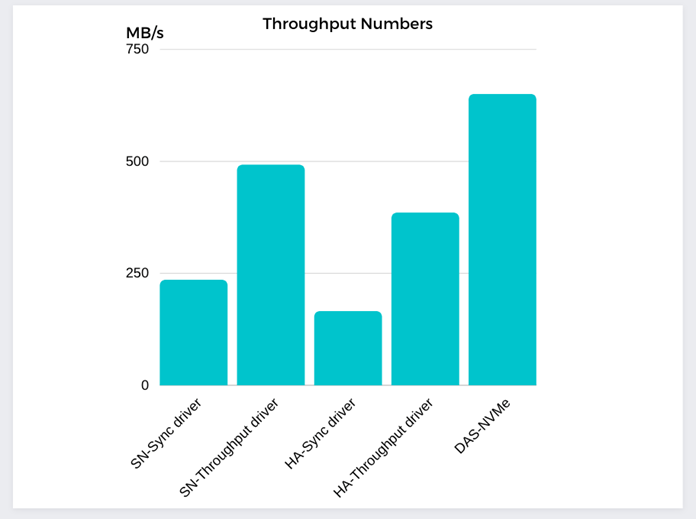 Throughput Numbers
MB/s
750
500
250
0
SN-Sync driver
SN-Throughput driver
HA-Sync driver
HA-Throughput driver
DAS-NVMe